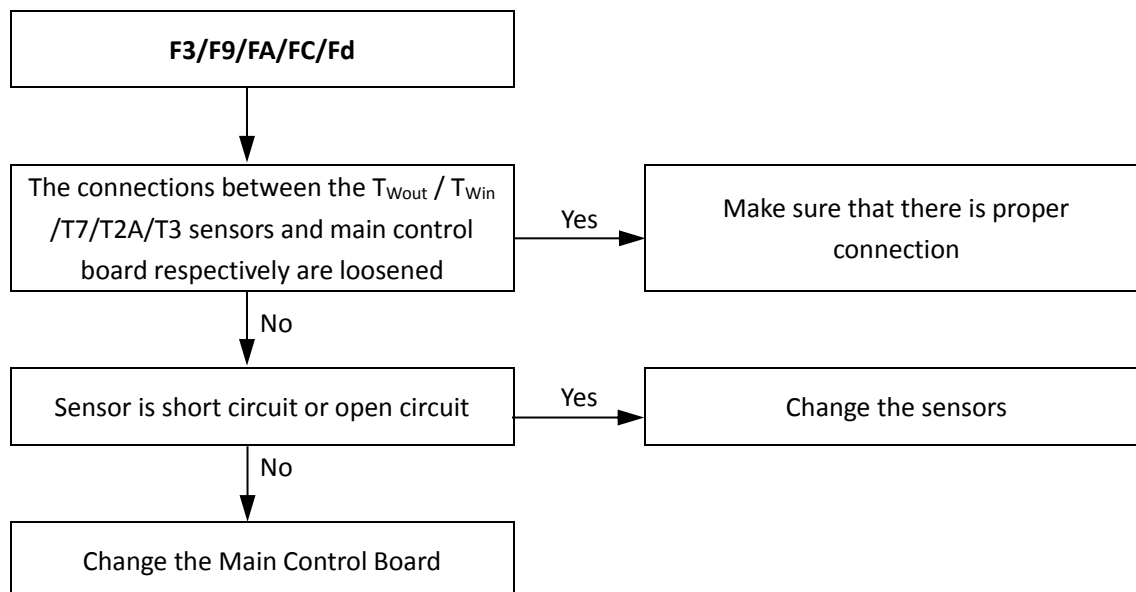 F3/F9/FA/FC/Fd
The connections between the TWout / TWin
/T7/T2A/T3 sensors and main control
board respectively are loosened
Yes
Make sure that there is proper
connection
No
Sensor is short circuit or open circuit
Yes
Change the sensors
No
Change the Main Control Board